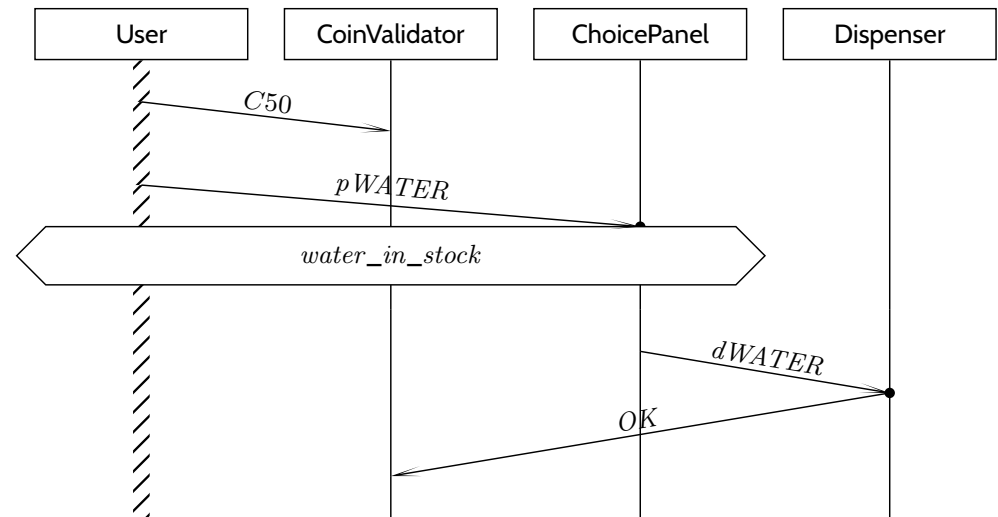 User
CoinValidator
ChoicePanel
Dispenser
C50
pWATER
water_in_stock
dWATER
OK